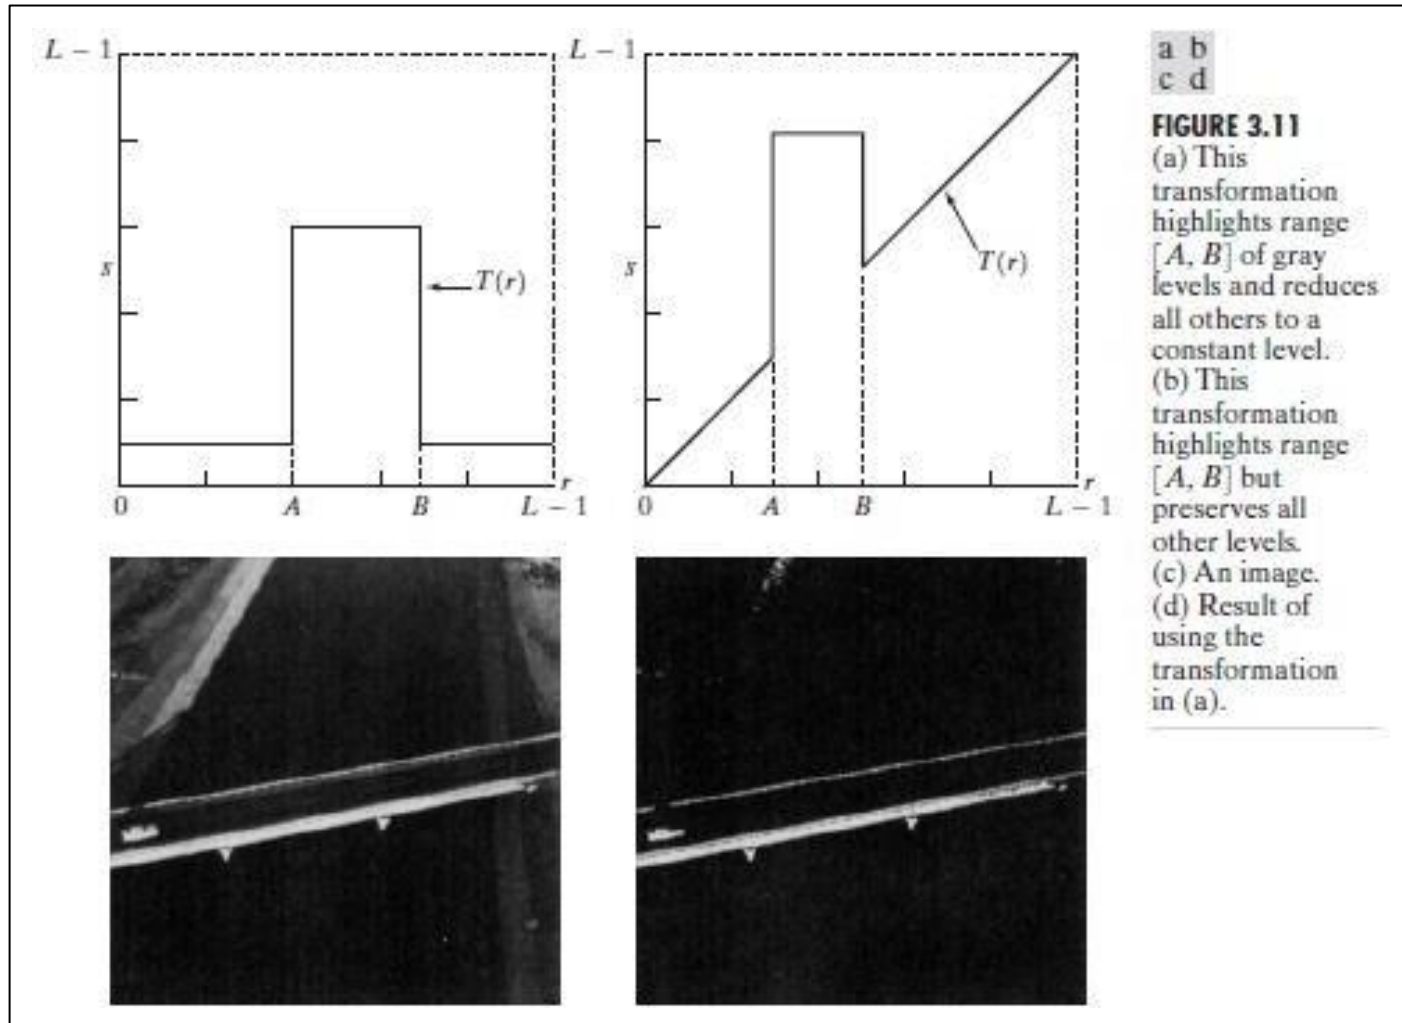 L – 1
s
T(r)
0
A
B
L – 1
r
L – 1
s
T(r)
0
A
B
L – 1
r
a b
c d
FIGURE 3.11
(a) This
transformation
highlights range
[A, B] of gray
levels and reduces
all others to a
constant level.
(b) This
transformation
highlights range
[A, B] but
preserves all
other levels.
(c) An image.
(d) Result of
using the
transformation
in (a).